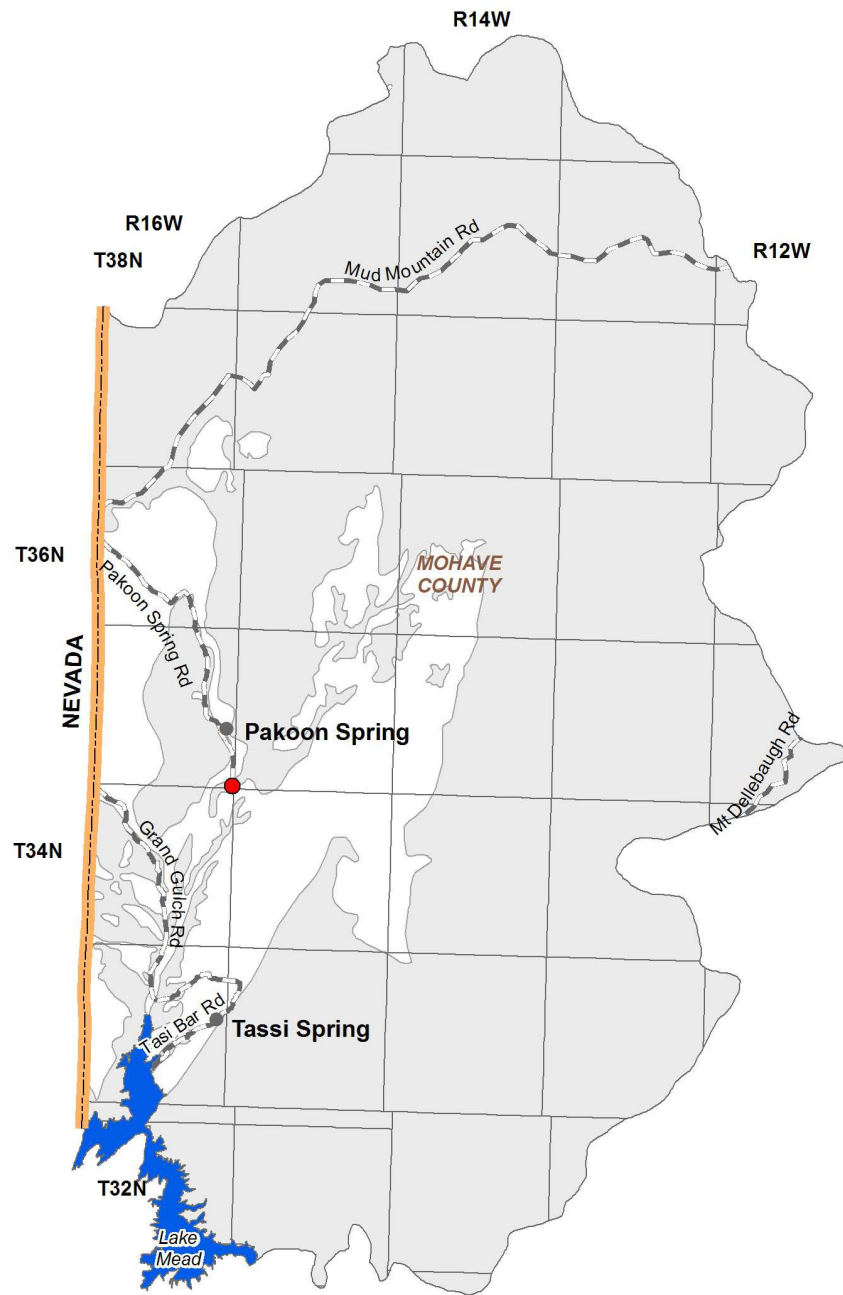 R14W
R16W
T38N
R12W
Mud Mountain Rd
T36N
MOHAVE
COUNTY
Pakoon Spring Rd
NEVADA
Pakoon Spring
Mt Dellebaugh Rd
T34N
Grand Gulch Rd
Tasi Bar Rd
Tassi Spring
T32N
Lake
Mead